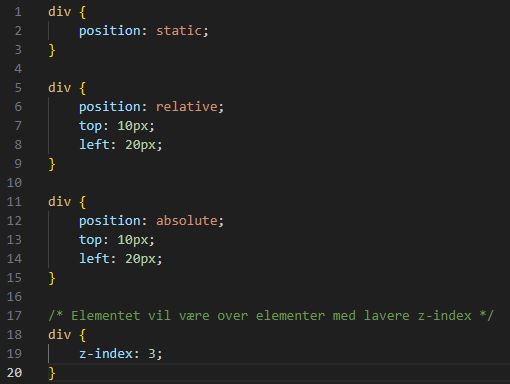 1 div {
2 position: static;
3 }
4
5 div {
6 position: relative;
7 top: 10px;
8 left: 20px;
9 }
10
11 div {
12 position: absolute;
13 top: 10px;
14 left: 20px;
15 }
16
17 /* Elementet vil være over elementer med lavere z-index */
18 div {
19 z-index: 3;
20 }